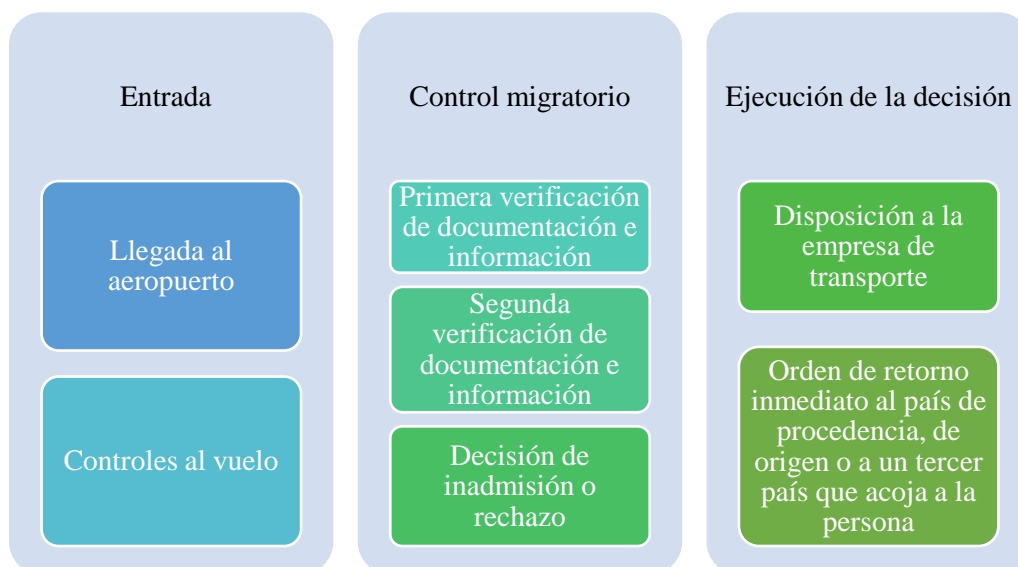 Entrada
Llegada al
aeropuerto
Controles al vuelo
Control migratorio
Primera verificación
de documentación e
información
Segunda
verificación de
documentación e
información
Decisión de
inadmisión o
rechazo
Ejecución de la decisión
Disposición a la
empresa de
transporte
Orden de retorno
inmediato al país de
procedencia, de
origen o a un tercer
país que acoja a la
persona